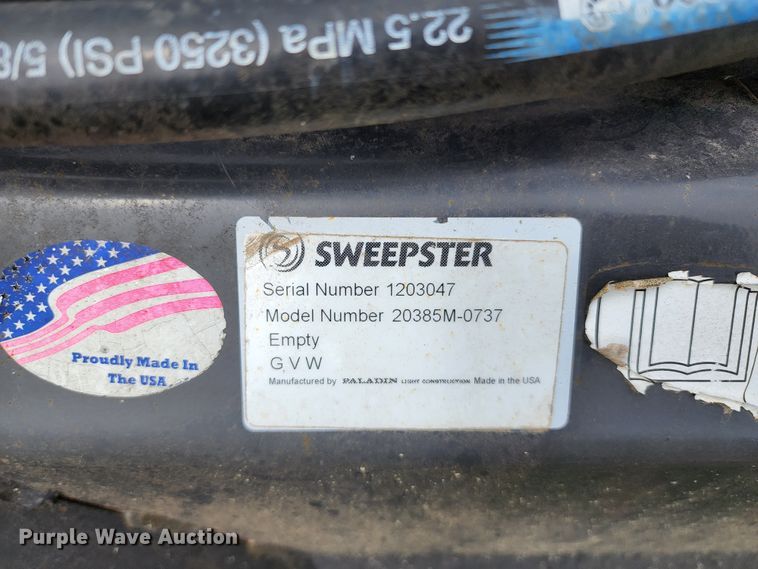 22.5 MPa (3250 PSI) 5/8
SWEEPSTER
Serial Number 1203047
Model Number 20385M-0737
Empty
G V W
Manufactured by PALADIN LIGHT CONSTRUCTION Made in the USA
Proudly Made In
The USA
Purple Wave Auction